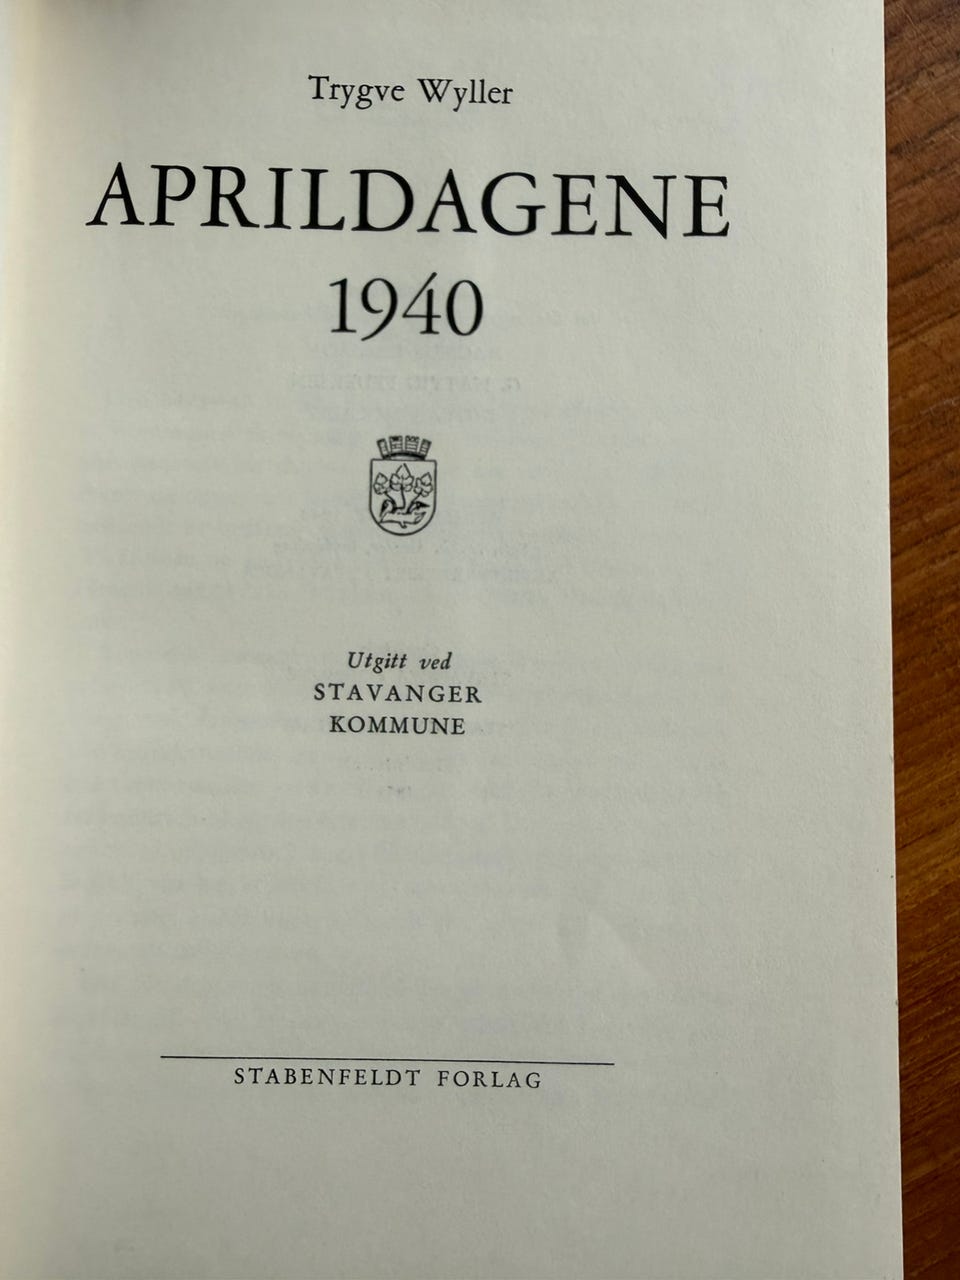 Trygve Wyller
APRILDAGENE
1940
Utgitt ved
STAVANGER
KOMMUNE
STABENFELDT FORLAG